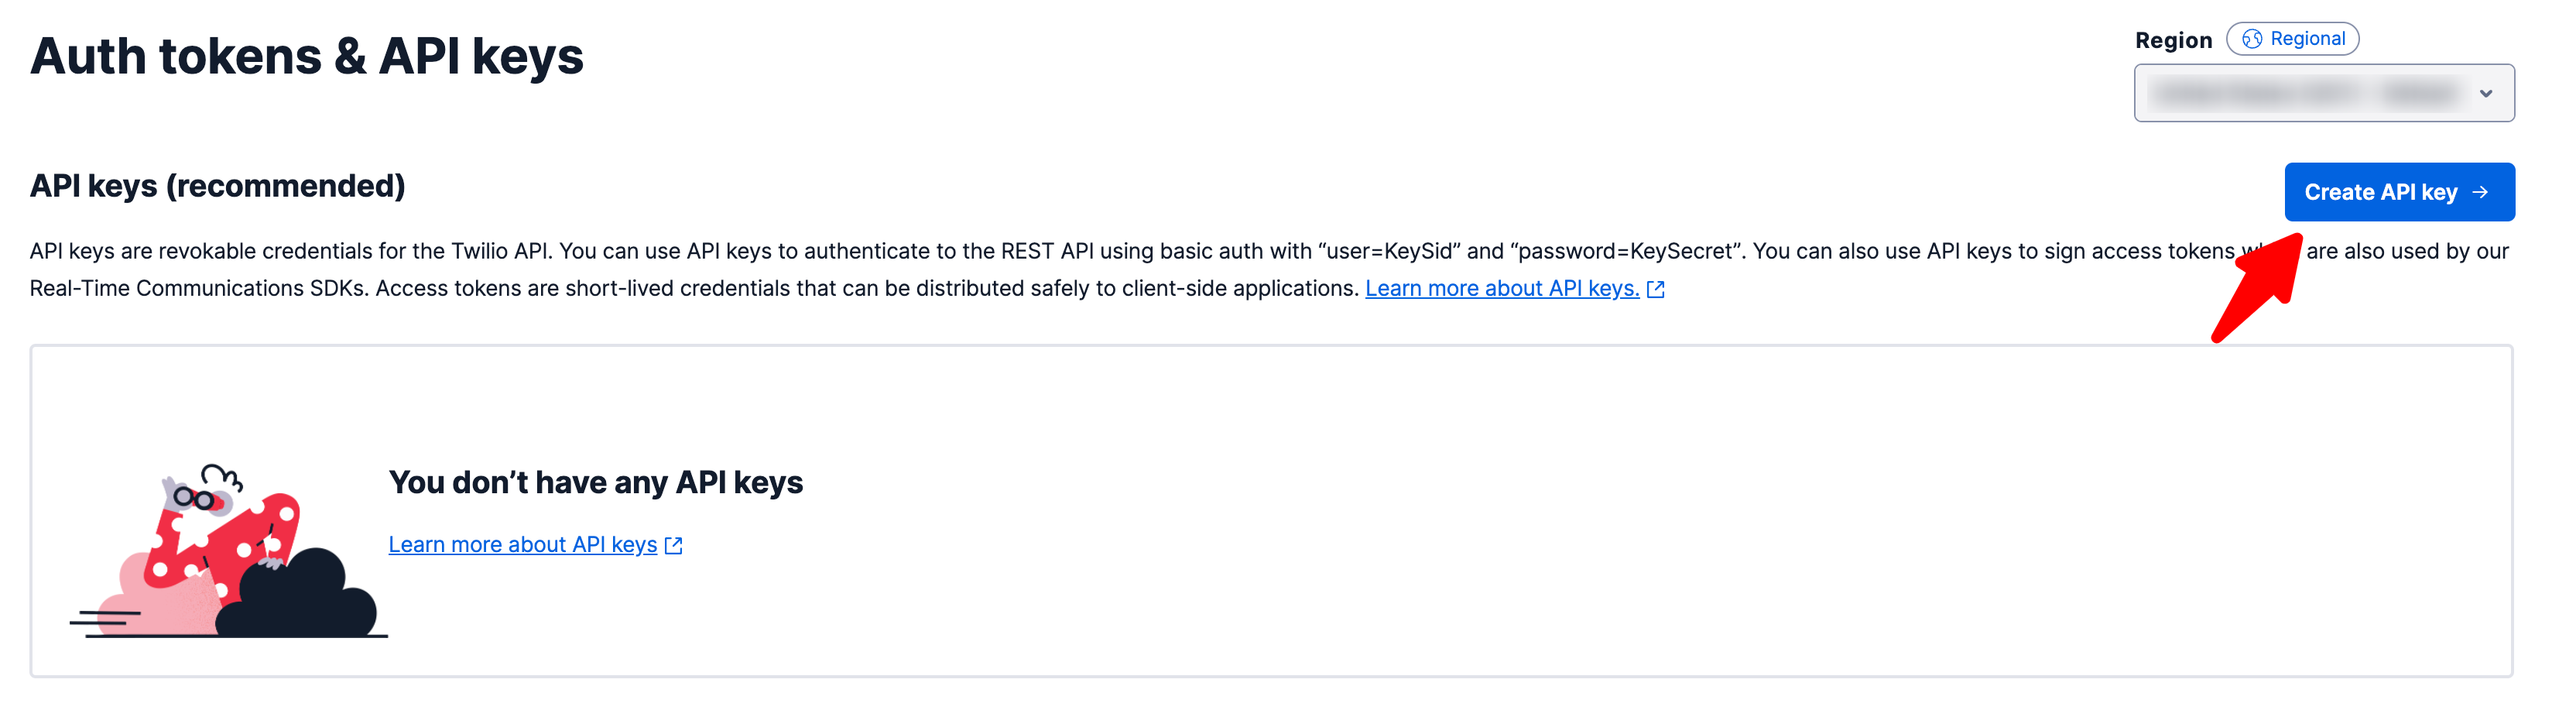 Auth tokens & API keys
Region Regional
API keys (recommended)
Create API key
API keys are revokable credentials for the Twilio API. You can use API keys to authenticate to the REST API using basic auth with “user=KeySid” and “password=KeySecret”. You can also use API keys to sign access tokens are also used by our
Real-Time Communications SDKs. Access tokens are short-lived credentials that can be distributed safely to client-side applications. Learn more about API keys.
You don’t have any API keys
Learn more about API keys